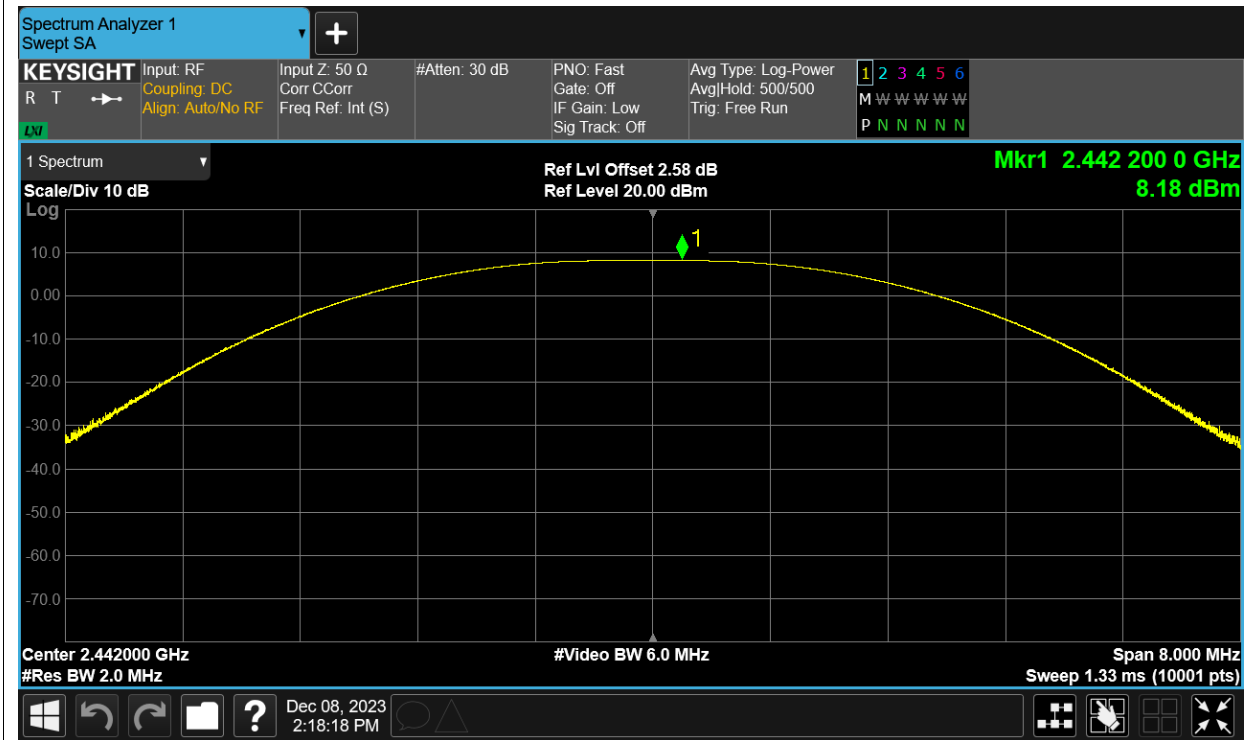 Spectrum Analyzer 1
Swept SA
KEYSIGHT
R T
LXI
Input: RF
Coupling: DC
Align: Auto/No RF
Input Z: 50 Ω
Corr CCorr
Freq Ref: Int (S)
#Atten: 30 dB
PNO: Fast
Gate: Off
IF Gain: Low
Sig Track: Off
Avg Type: Log-Power
Avg|Hold: 500/500
Trig: Free Run
1 2 3 4 5 6
M W W W W W
P N N N N N
1 Spectrum
Scale/Div 10 dB
Ref Lvl Offset 2.58 dB
Ref Level 20.00 dBm
Mkr1 2.442 200 0 GHz
8.18 dBm
Log
1
10.0
0.00
-10.0
-20.0
-30.0
-40.0
-50.0
-60.0
-70.0
Center 2.442000 GHz
#Video BW 6.0 MHz
Span 8.000 MHz
#Res BW 2.0 MHz
Sweep 1.33 ms (10001 pts)
?
Dec 08, 2023
2:18:18 PM